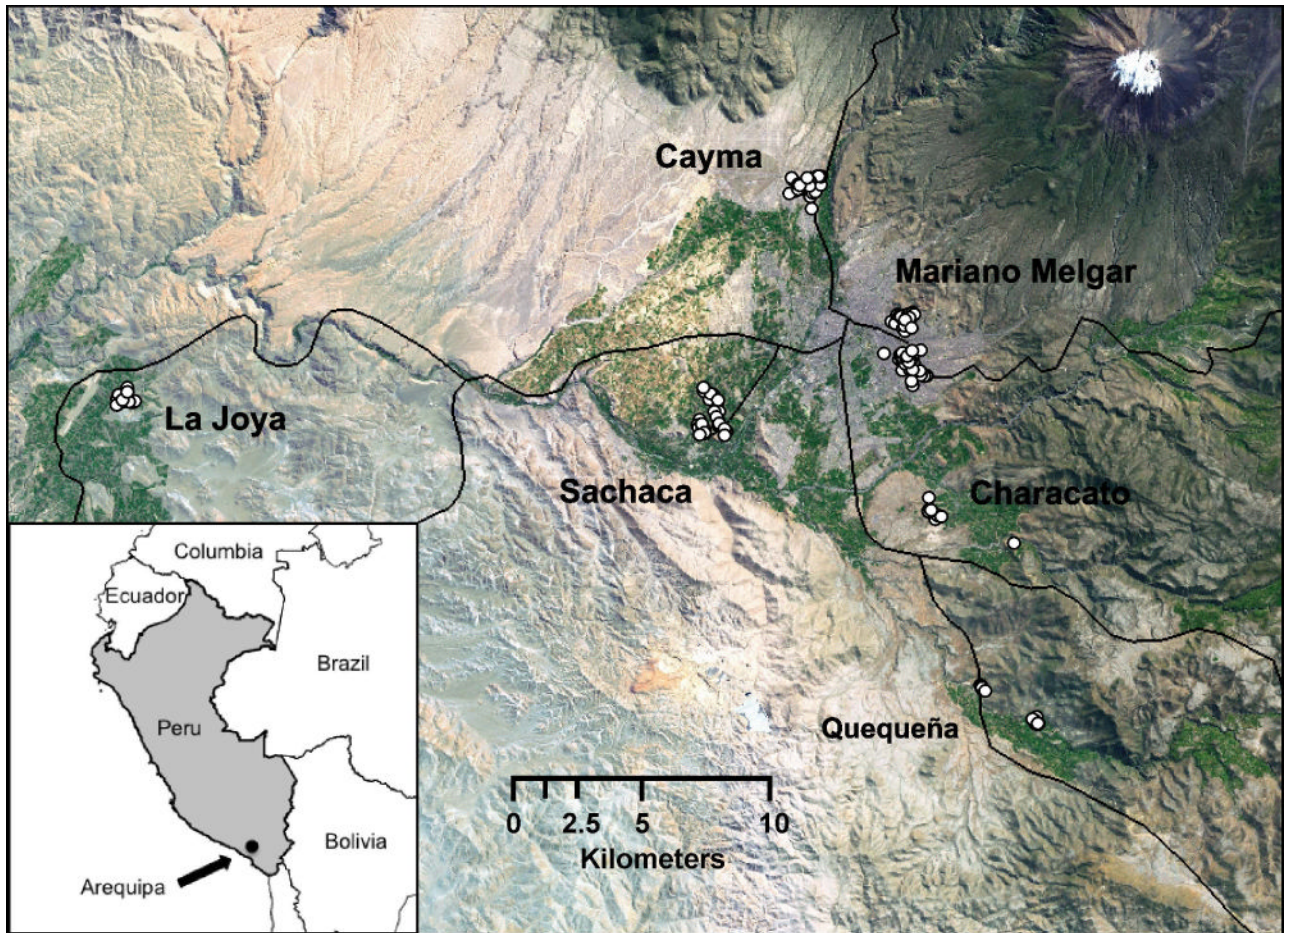 Cayma
Mariano Melgar
La Joya
Sachaca
Characato
Quequeña
0 2.5 5 10
Kilometers
Columbia
Ecuador
Brazil
Peru
Bolivia
Arequipa